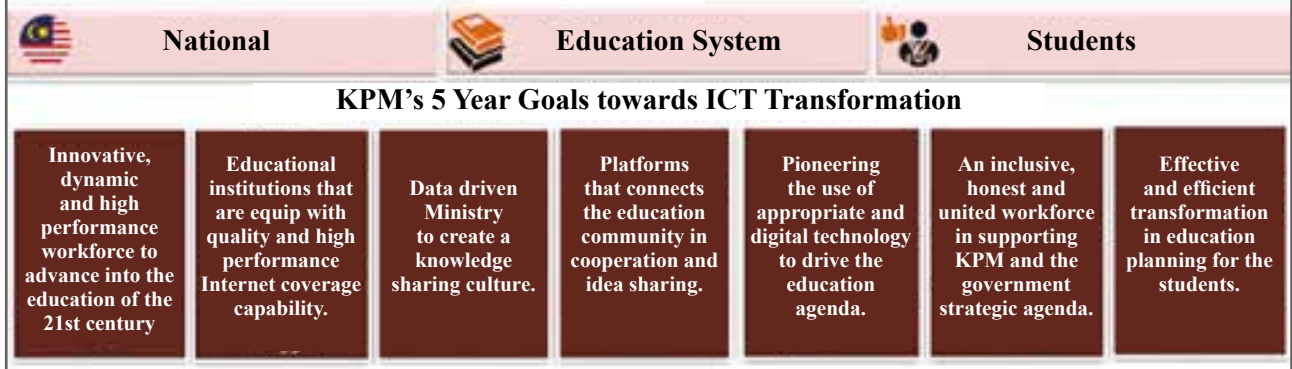 National
Education System
Students
KPM’s 5 Year Goals towards ICT Transformation
Innovative,
dynamic
and high
performance
workforce to
advance into the
education of the
21st century
Educational
institutions that
are equip with
quality and high
performance
Internet coverage
capability.
Data driven
Ministry
to create a
knowledge
sharing culture.
Platforms
that connects
the education
community in
cooperation and
idea sharing.
Pioneering
the use of
appropriate and
digital technology
to drive the
education
agenda.
An inclusive,
honest and
united workforce
in supporting
KPM and the
government
strategic agenda.
Effective
and efficient
transformation
in education
planning for the
students.